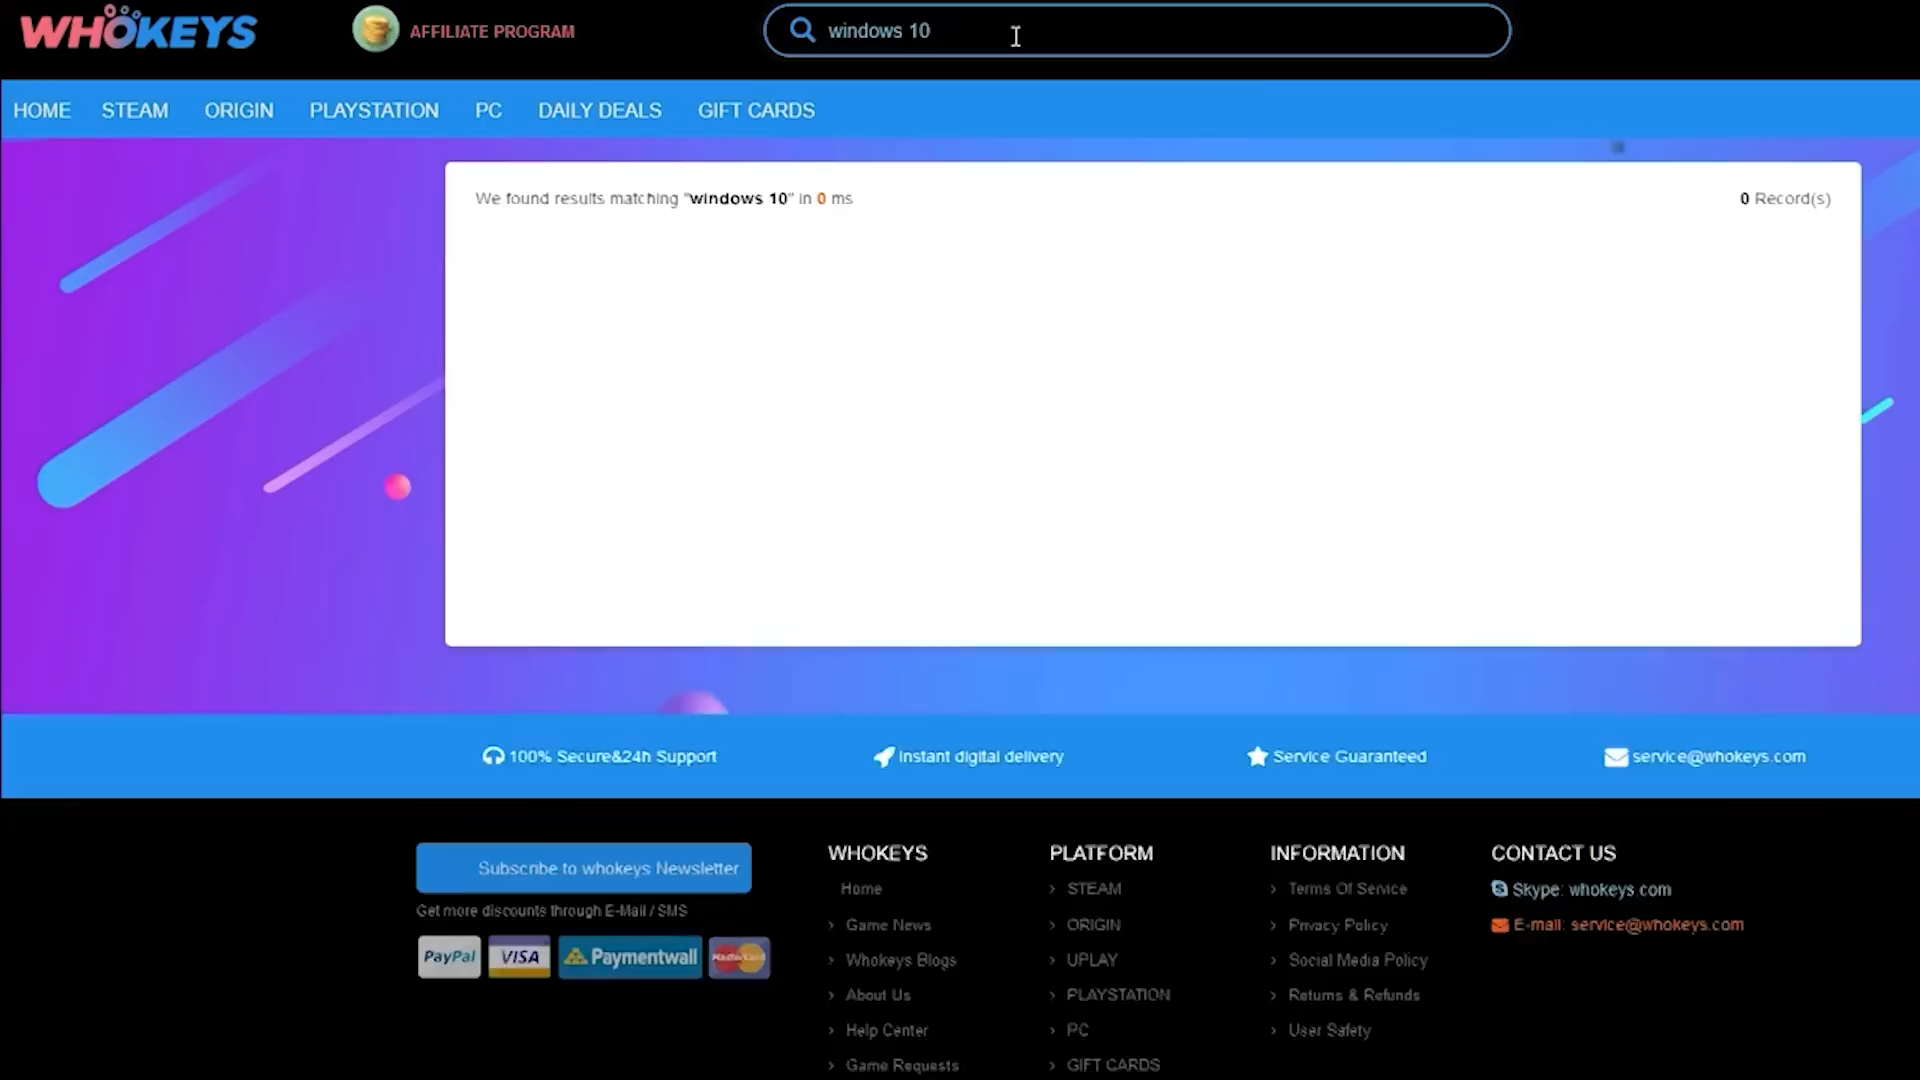 WHOKEYS
AFFILIATE PROGRAM
windows 10
HOME STEAM ORIGIN PLAYSTATION PC DAILY DEALS GIFT CARDS
We found results matching "windows 10" in 0 ms
0 Record(s)
100% Secure&24h Support
Instant digital delivery
Service Guaranteed
service@whokeys.com
Subscribe to whokeys Newsletter
Get more discounts through E-Mail / SMS
PayPal VISA Paymentwall MasterCard
WHOKEYS
Home
Game News
Whokeys Blogs
About Us
Help Center
Game Requests
PLATFORM
STEAM
ORIGIN
UPLAY
PLAYSTATION
PC
GIFT CARDS
INFORMATION
Terms Of Service
Privacy Policy
Social Media Policy
Returns & Refunds
User Safety
CONTACT US
Skype: whokeys.com
E-mail: service@whokeys.com